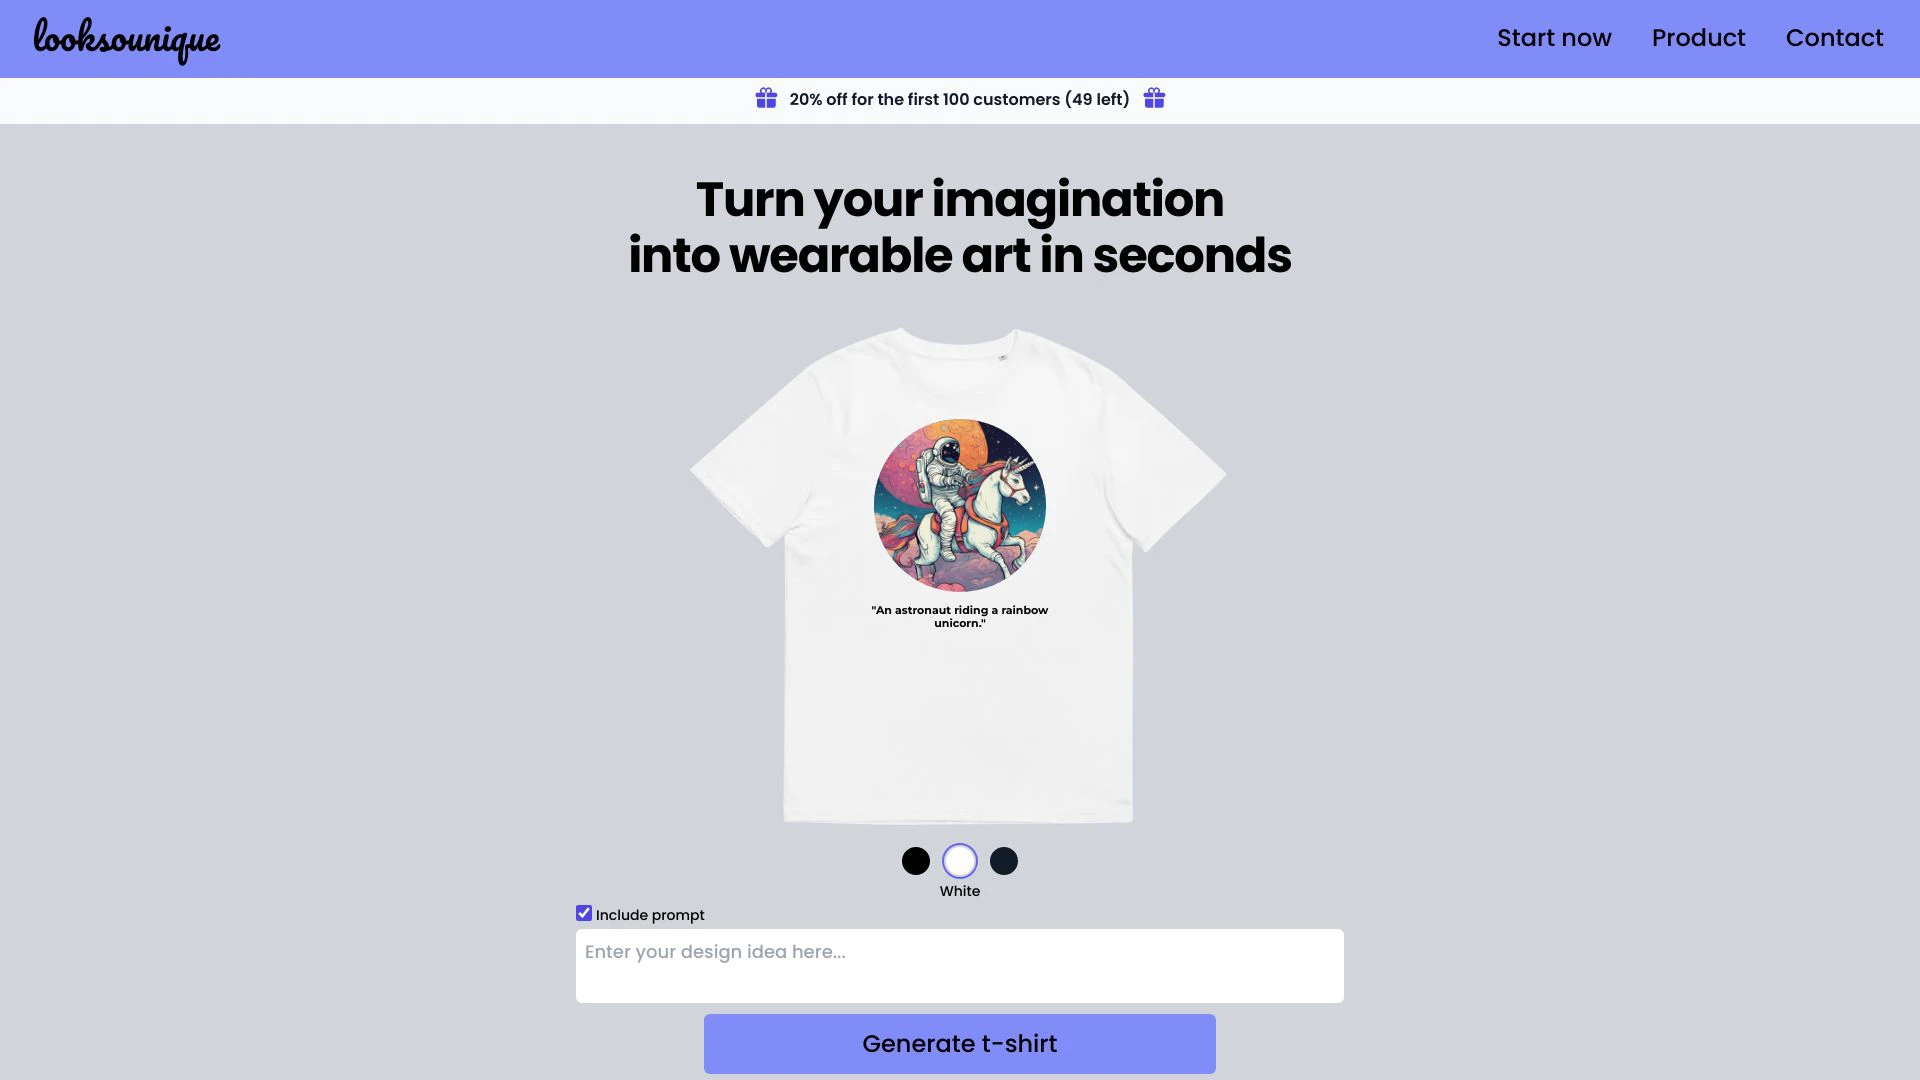 looksounique
Start now
Product
Contact
20% off for the first 100 customers (49 left)
Turn your imagination
into wearable art in seconds
"An astronaut riding a rainbow
unicorn."
White
Include prompt
Enter your design idea here...
Generate t-shirt